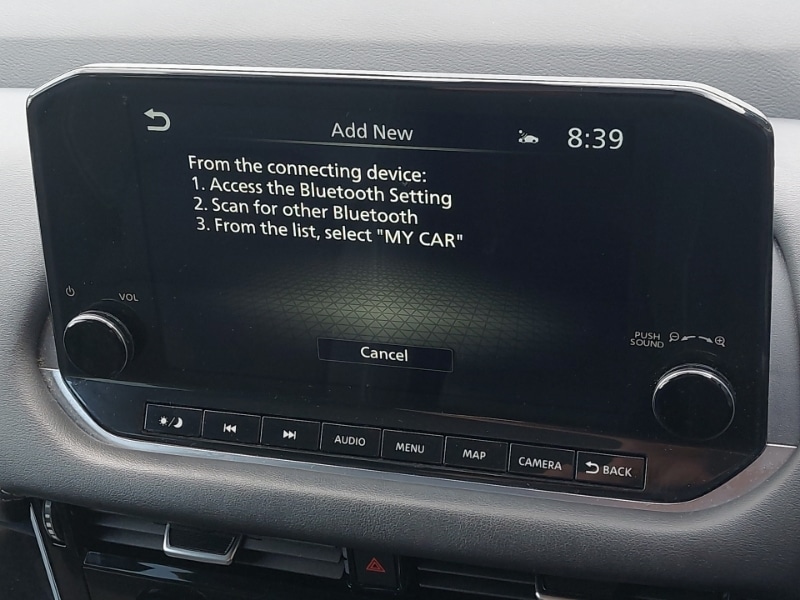 Add New
8:39
From the connecting device:
1. Access the Bluetooth Setting
2. Scan for other Bluetooth
3. From the list, select "MY CAR"
Cancel
VOL
PUSH
SOUND
AUDIO
MENU
MAP
CAMERA
BACK